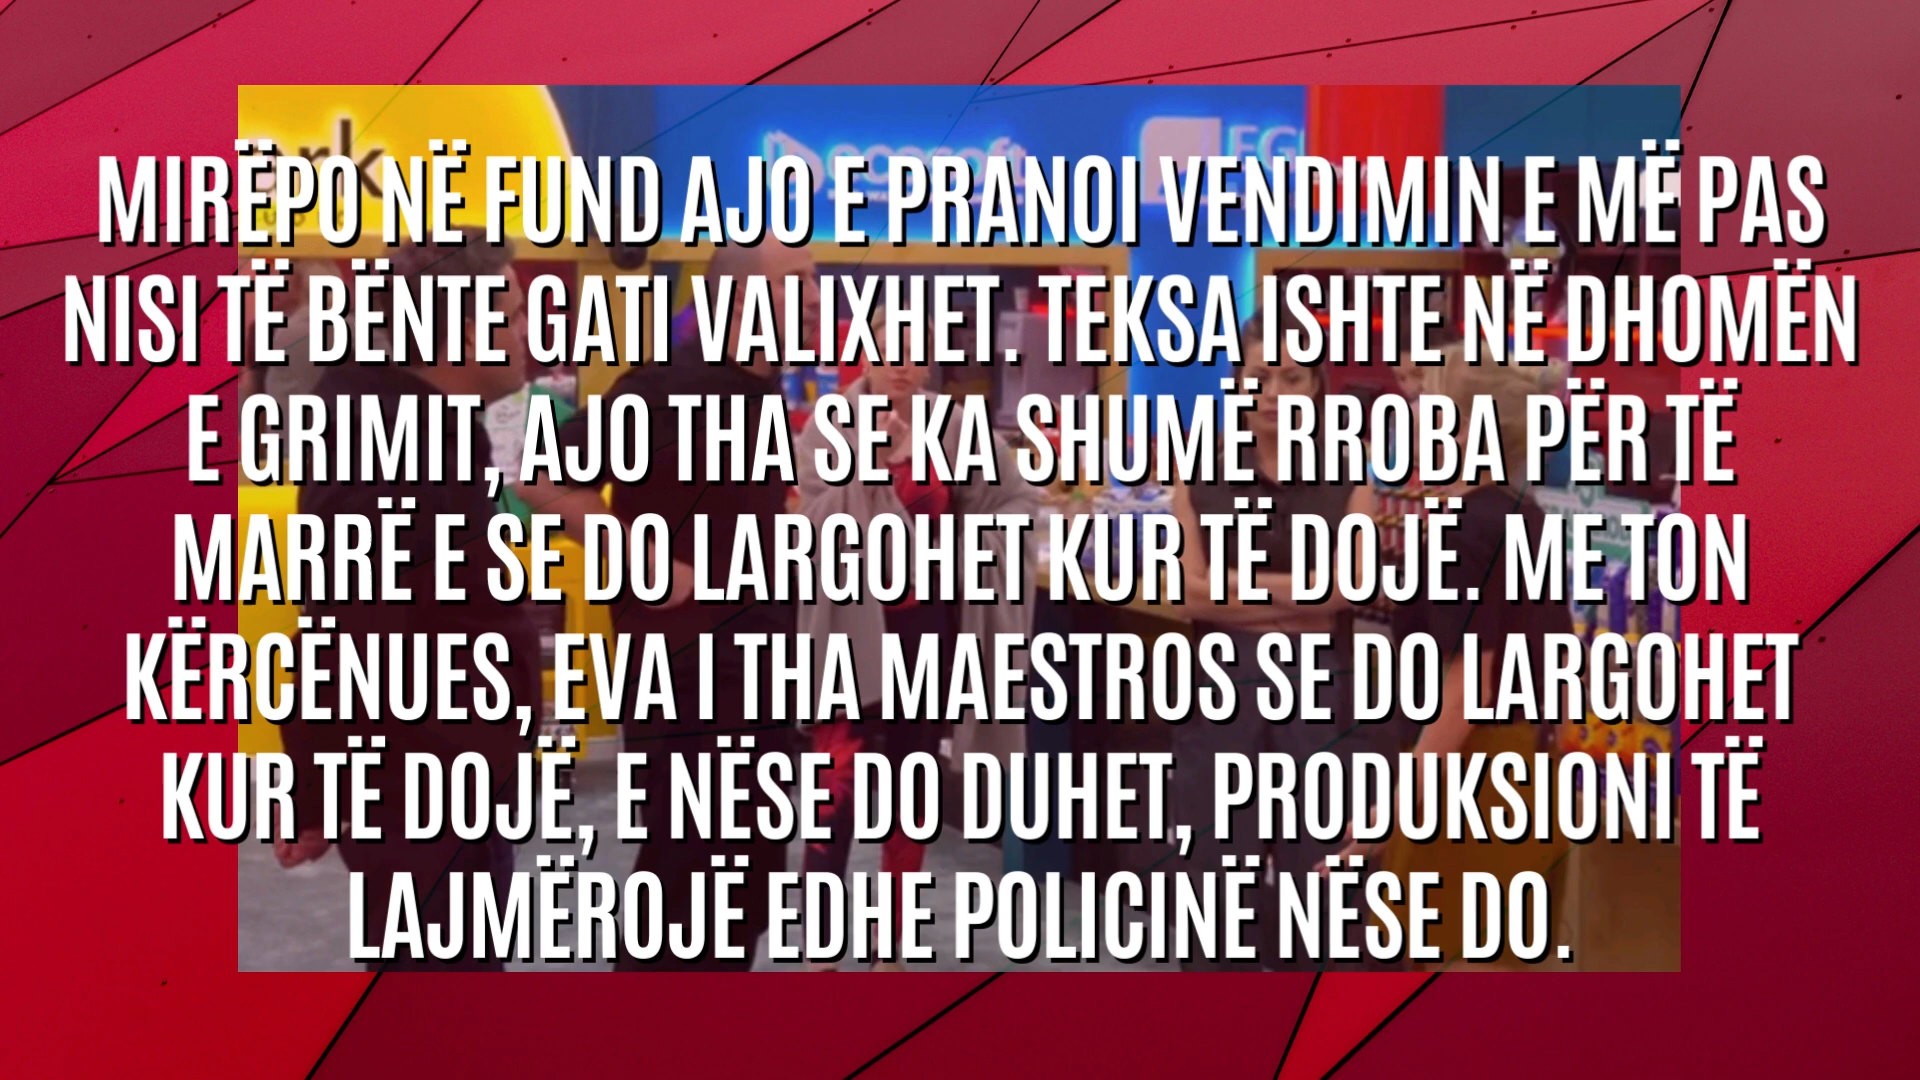 MIRËPO NË FUND AJO E PRANOI VENDIMIN E MË PAS
NISI TË BËNTE GATI VALIXHET. TEKSA ISHTE NË DHOMËN
E GRIMIT, AJO THA SE KA SHUMË RROBA PËR TË
MARRË E SE DO LARGOHET KUR TË DOJË. ME TON
KËRCËNUES, EVA I THA MAESTROS SE DO LARGOHET
KUR TË DOJË, E NËSE DO DUHET, PRODUKSIONI TË
LAJMËROJË EDHE POLICINË NËSE DO.